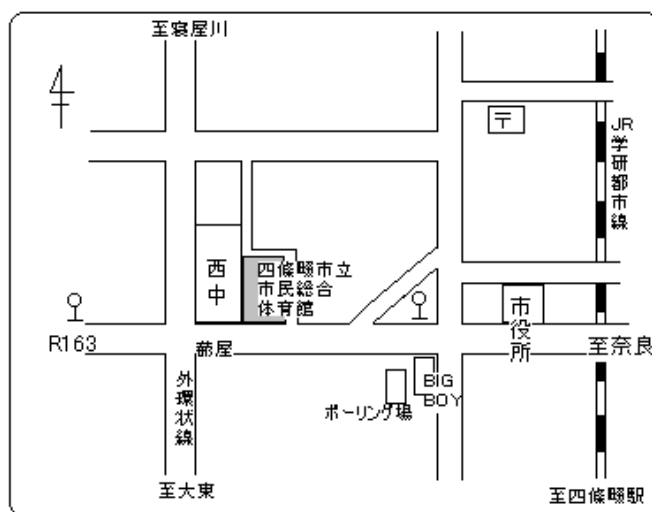 至寝屋川
〒
JR学研都市線
西中
四條畷市立
市民総合
体育館
市役所
R163
蔀屋
至奈良
外環状線
BIG
BOY
ボーリング場
至大東
至四條畷駅